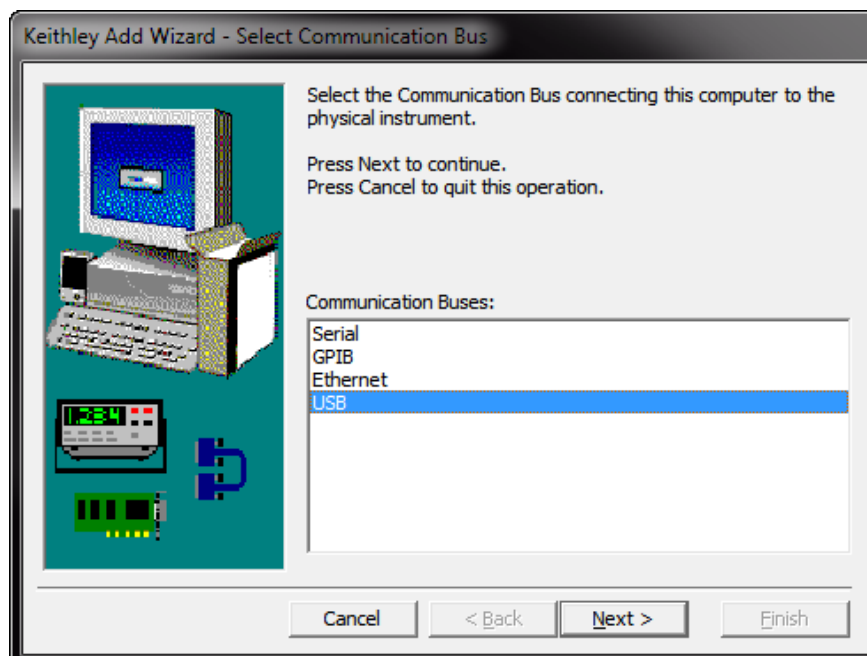 Keithley Add Wizard - Select Communication Bus
Select the Communication Bus connecting this computer to the
physical instrument.
Press Next to continue.
Press Cancel to quit this operation.
Communication Buses:
Serial
GPIB
Ethernet
USB
1.234
Cancel
< Back
Next >
Finish